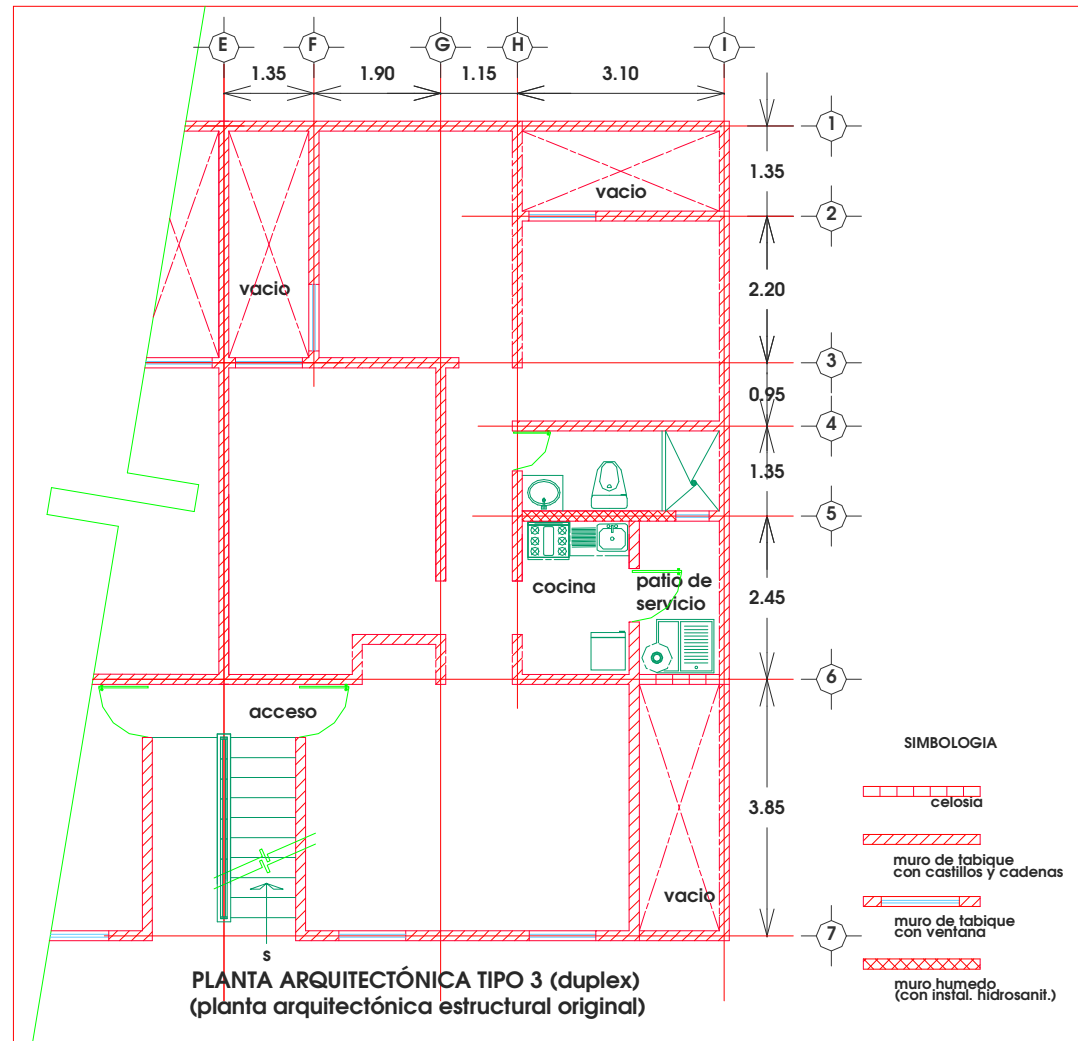 E F G H I
1.35 1.90 1.15 3.10
1
1.35
vacio
2
vacio
2.20
3
0.95
4
1.35
5
cocina
patio de
servicio
2.45
6
acceso
SIMBOLOGIA
celosia
3.85
muro de tabique
con castillos y cadenas
vacio
muro de tabique
con ventana
7
s
muro humedo
(con instal. hidrosanit.)
PLANTA ARQUITECTÓNICA TIPO 3 (duplex)
(planta arquitectónica estructural original)